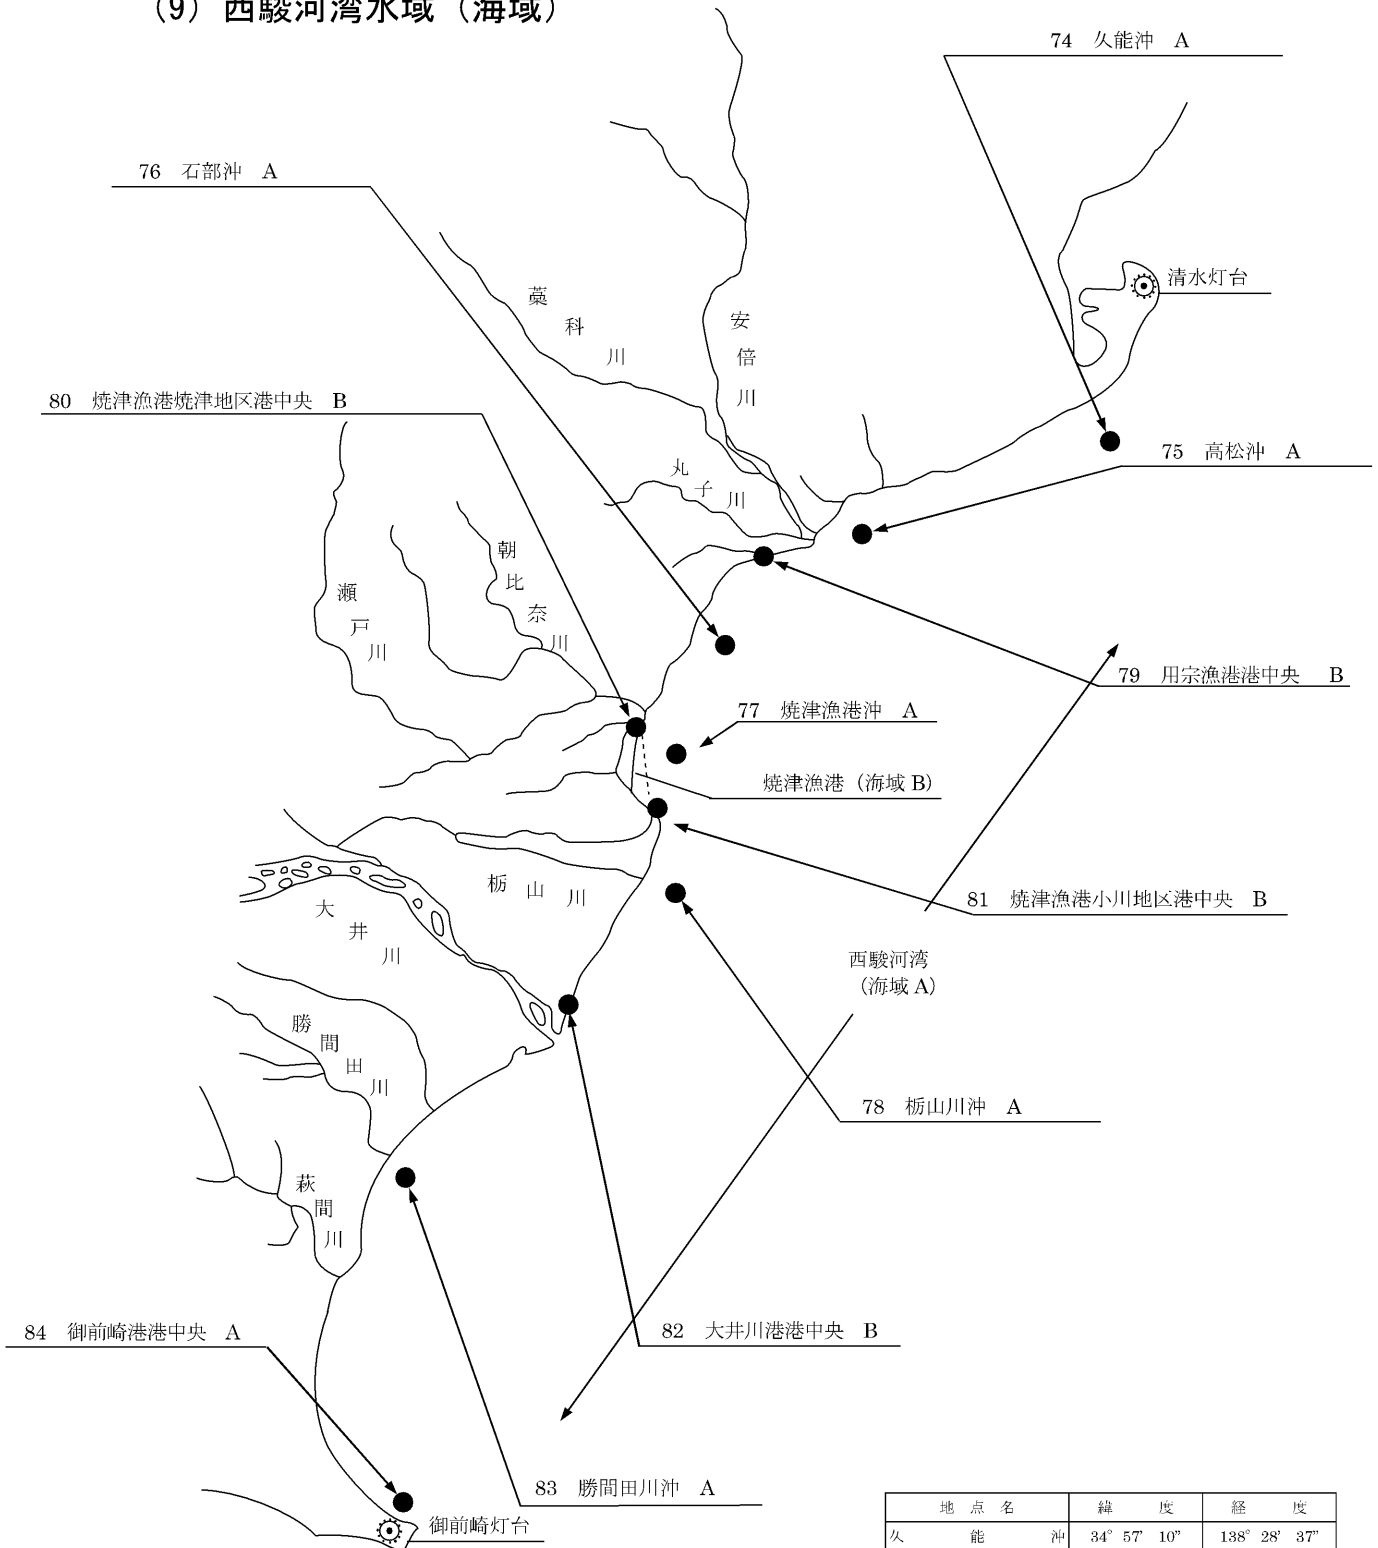 (9) 西駿河湾水域(海域)
74 久能沖 A
76 石部沖 A
清水灯台
藁科川
安倍川
80 焼津漁港焼津地区港中央 B
75 高松沖 A
丸子川
朝比奈川
瀬戸川
79 用宗漁港港中央 B
77 焼津漁港沖 A
焼津漁港(海域 B)
栃山川
81 焼津漁港小川地区港中央 B
大井川
西駿河湾
(海域 A)
勝間田川
78 栃山川沖 A
萩間川
84 御前崎港港中央 A
82 大井川港港中央 B
83 勝間田川沖 A
御前崎灯台
地点名 緯度 経度
久能沖 34° 57’ 10” 138° 28’ 37”